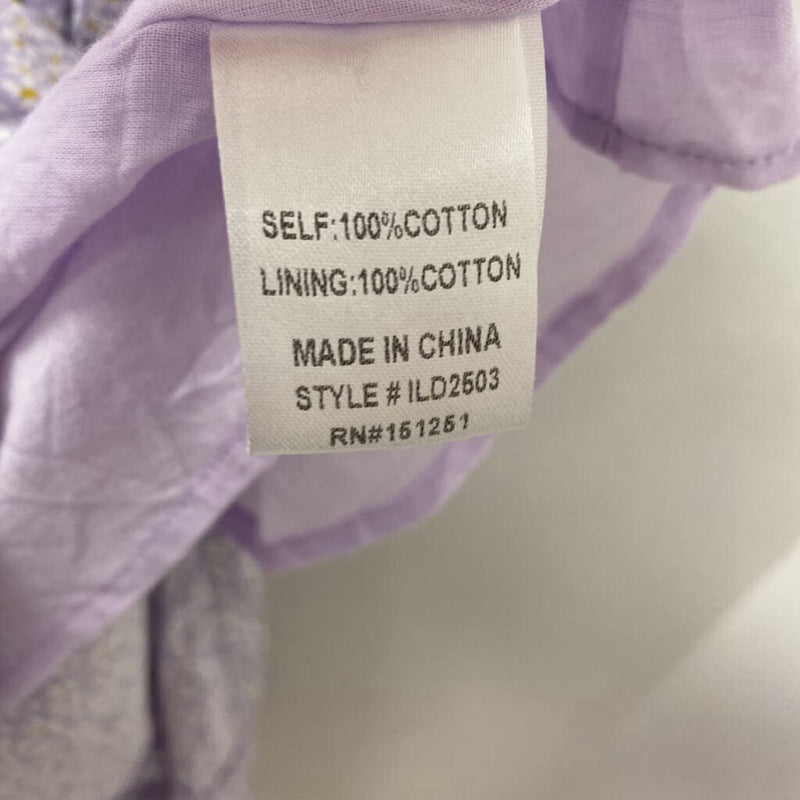 SELF:100%COTTON
LINING:100%COTTON
MADE IN CHINA
STYLE # ILD2503
RN#151251